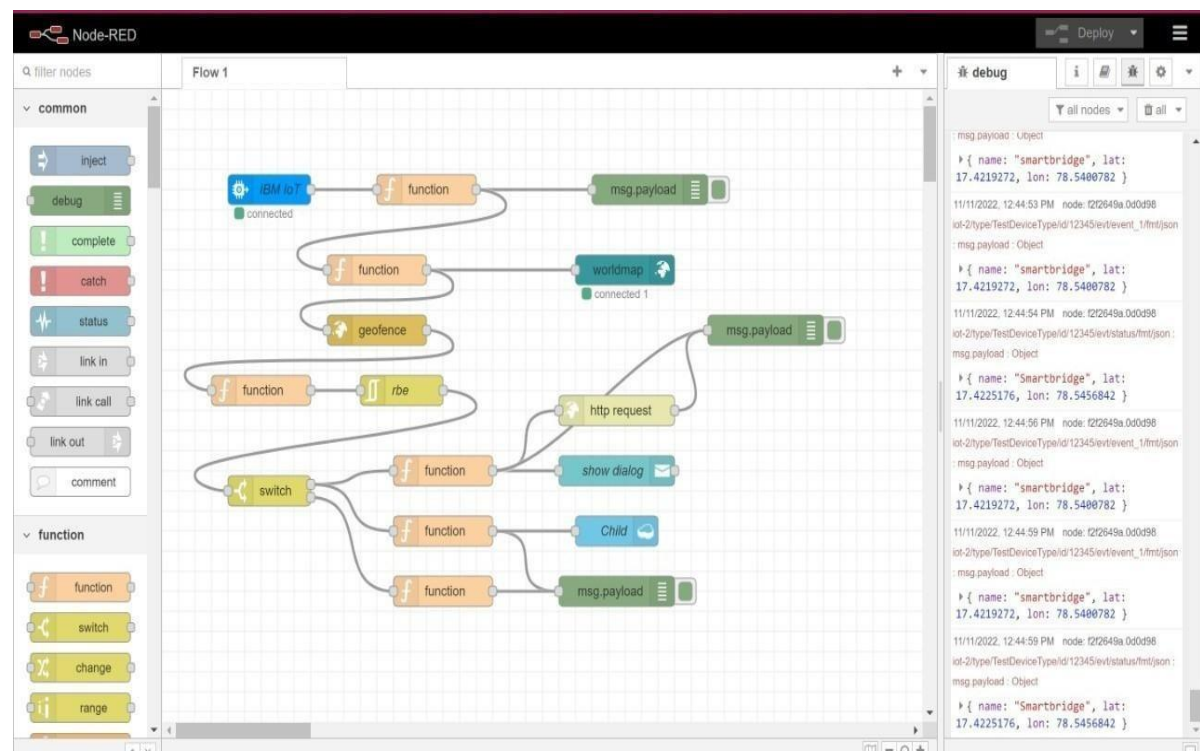 Node-RED
Deploy
filter nodes
Flow 1
debug
i
common
all nodes
all
inject
debug
complete
catch
status
link in
link call
link out
comment
function
function
switch
change
range
IBM IoT
connected
function
msg.payload
function
worldmap
connected 1
geofence
msg.payload
function
rbe
http request
switch
function
show dialog
function
Child
function
msg.payload
: msg.payload : Object
{ name: "smartbridge", lat:
17.4219272, lon: 78.5400782 }
11/11/2022, 12:44:53 PM node: f2f2649a.0d0d98
iot-2/type/TestDeviceType/id/12345/evt/event_1/fmt/json
: msg.payload : Object
{ name: "smartbridge", lat:
17.4219272, lon: 78.5400782 }
11/11/2022, 12:44:54 PM node: f2f2649a.0d0d98
iot-2/type/TestDeviceType/id/12345/evt/status/fmt/json :
msg.payload : Object
{ name: "Smartbridge", lat:
17.4225176, lon: 78.5456842 }
11/11/2022, 12:44:56 PM node: f2f2649a.0d0d98
iot-2/type/TestDeviceType/id/12345/evt/event_1/fmt/json
: msg.payload : Object
{ name: "smartbridge", lat:
17.4219272, lon: 78.5400782 }
11/11/2022, 12:44:59 PM node: f2f2649a.0d0d98
iot-2/type/TestDeviceType/id/12345/evt/event_1/fmt/json
: msg.payload : Object
{ name: "smartbridge", lat:
17.4219272, lon: 78.5400782 }
11/11/2022, 12:44:59 PM node: f2f2649a.0d0d98
iot-2/type/TestDeviceType/id/12345/evt/status/fmt/json :
msg.payload : Object
{ name: "Smartbridge", lat:
17.4225176, lon: 78.5456842 }